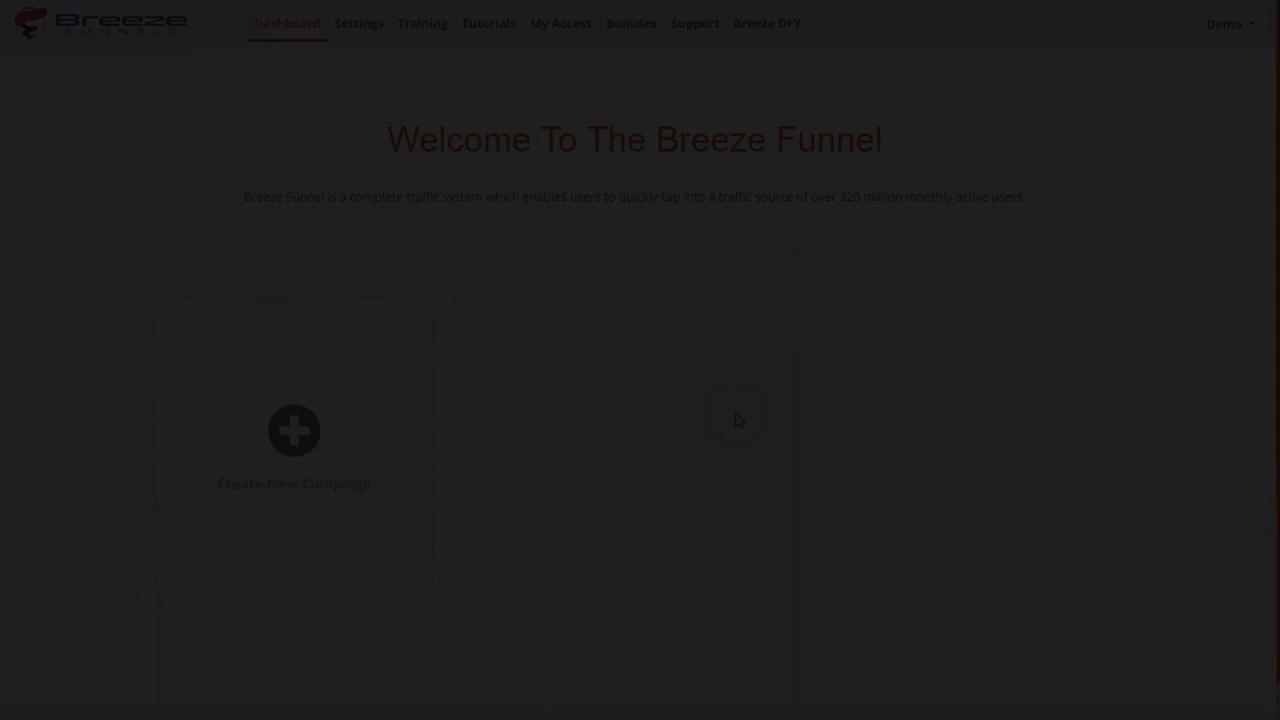 Breeze
FUNNELS
Dashboard Settings Training Tutorials My Access Bonuses Support Breeze DFY Demo
Welcome To The Breeze Funnel
Breeze Funnel is a complete traffic system which enables users to quickly tap into a traffic source of over 320 million monthly active users.
Create New Campaign